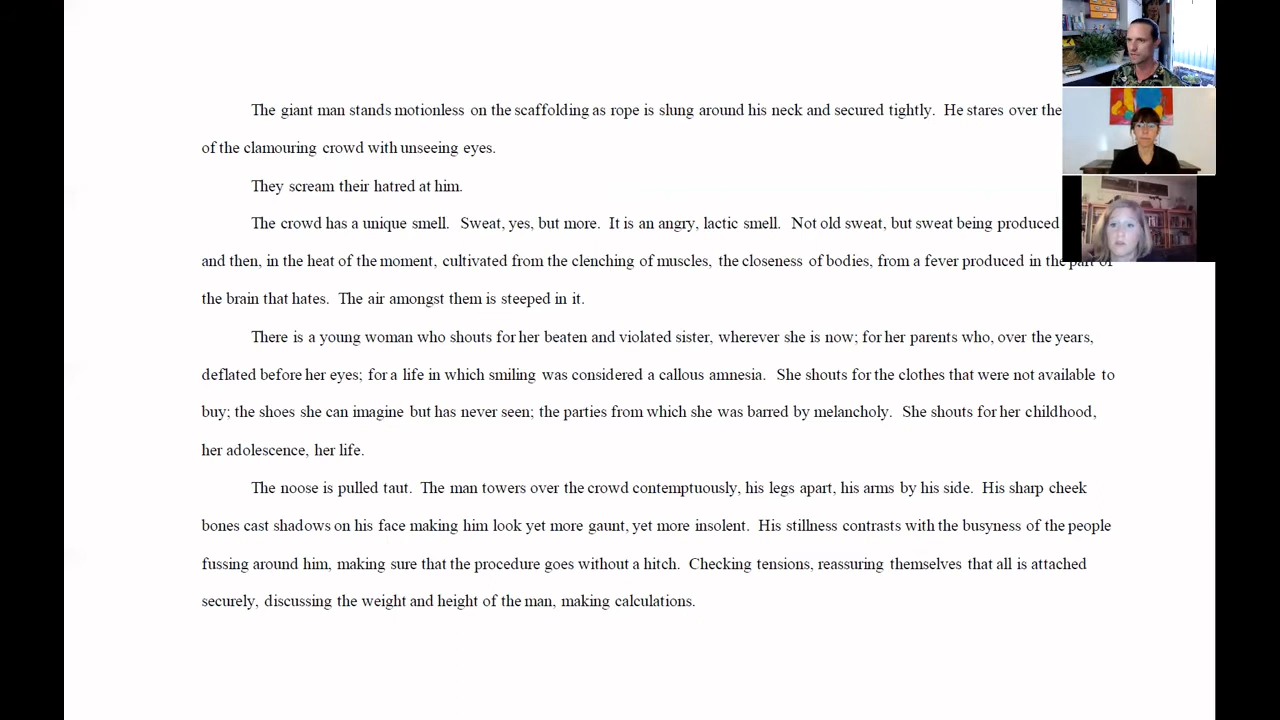 The giant man stands motionless on the scaffolding as rope is slung around his neck and secured tightly.  He stares over the
of the clamouring crowd with unseeing eyes.
They scream their hatred at him.
The crowd has a unique smell.  Sweat, yes, but more.  It is an angry, lactic smell.  Not old sweat, but sweat being produced
and then, in the heat of the moment, cultivated from the clenching of muscles, the closeness of bodies, from a fever produced in the part of
the brain that hates.  The air amongst them is steeped in it.
There is a young woman who shouts for her beaten and violated sister, wherever she is now; for her parents who, over the years,
deflated before her eyes; for a life in which smiling was considered a callous amnesia.  She shouts for the clothes that were not available to
buy; the shoes she can imagine but has never seen; the parties from which she was barred by melancholy.  She shouts for her childhood,
her adolescence, her life.
The noose is pulled taut.  The man towers over the crowd contemptuously, his legs apart, his arms by his side.  His sharp cheek
bones cast shadows on his face making him look yet more gaunt, yet more insolent.  His stillness contrasts with the busyness of the people
fussing around him, making sure that the procedure goes without a hitch.  Checking tensions, reassuring themselves that all is attached
securely, discussing the weight and height of the man, making calculations.